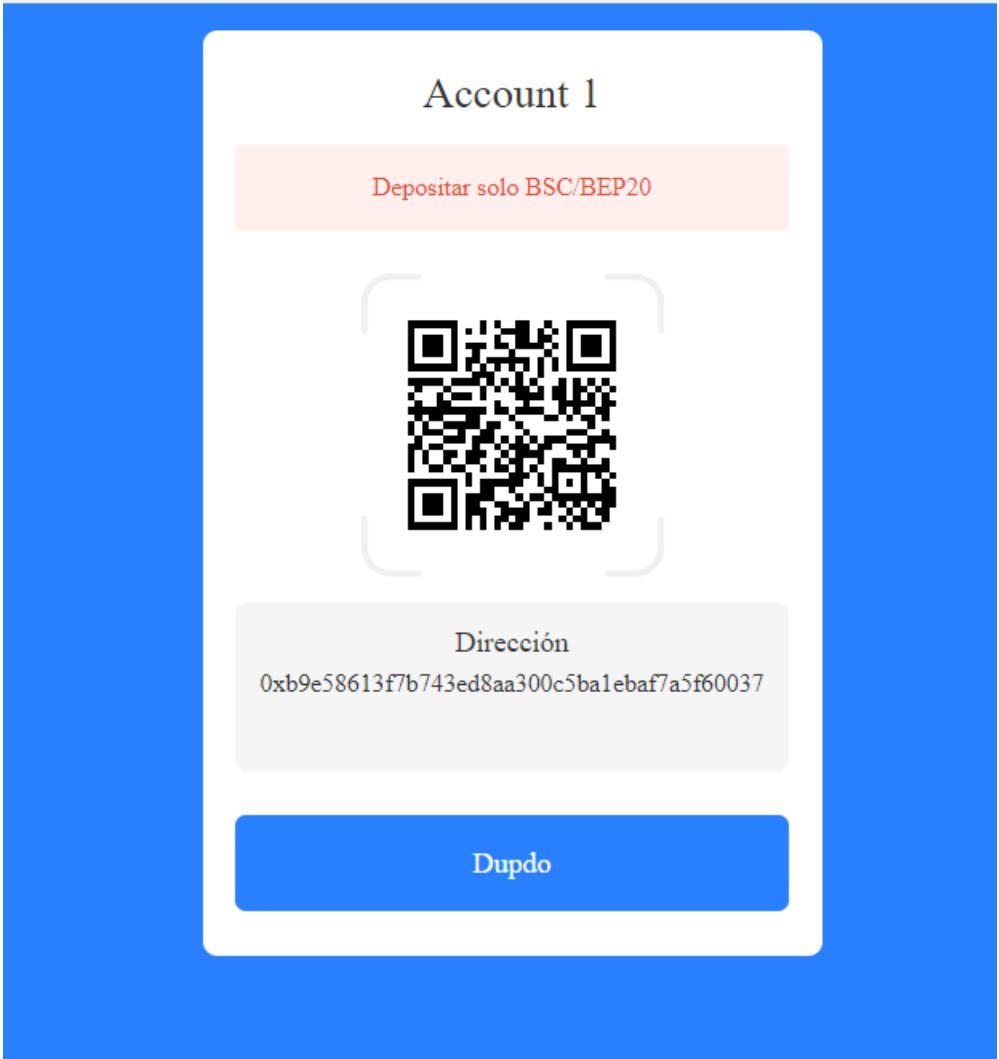 Account 1
Depositar solo BSC/BEP20
Dirección
0xb9e58613f7b743ed8aa300c5ba1ebaf7a5f60037
Dupdo